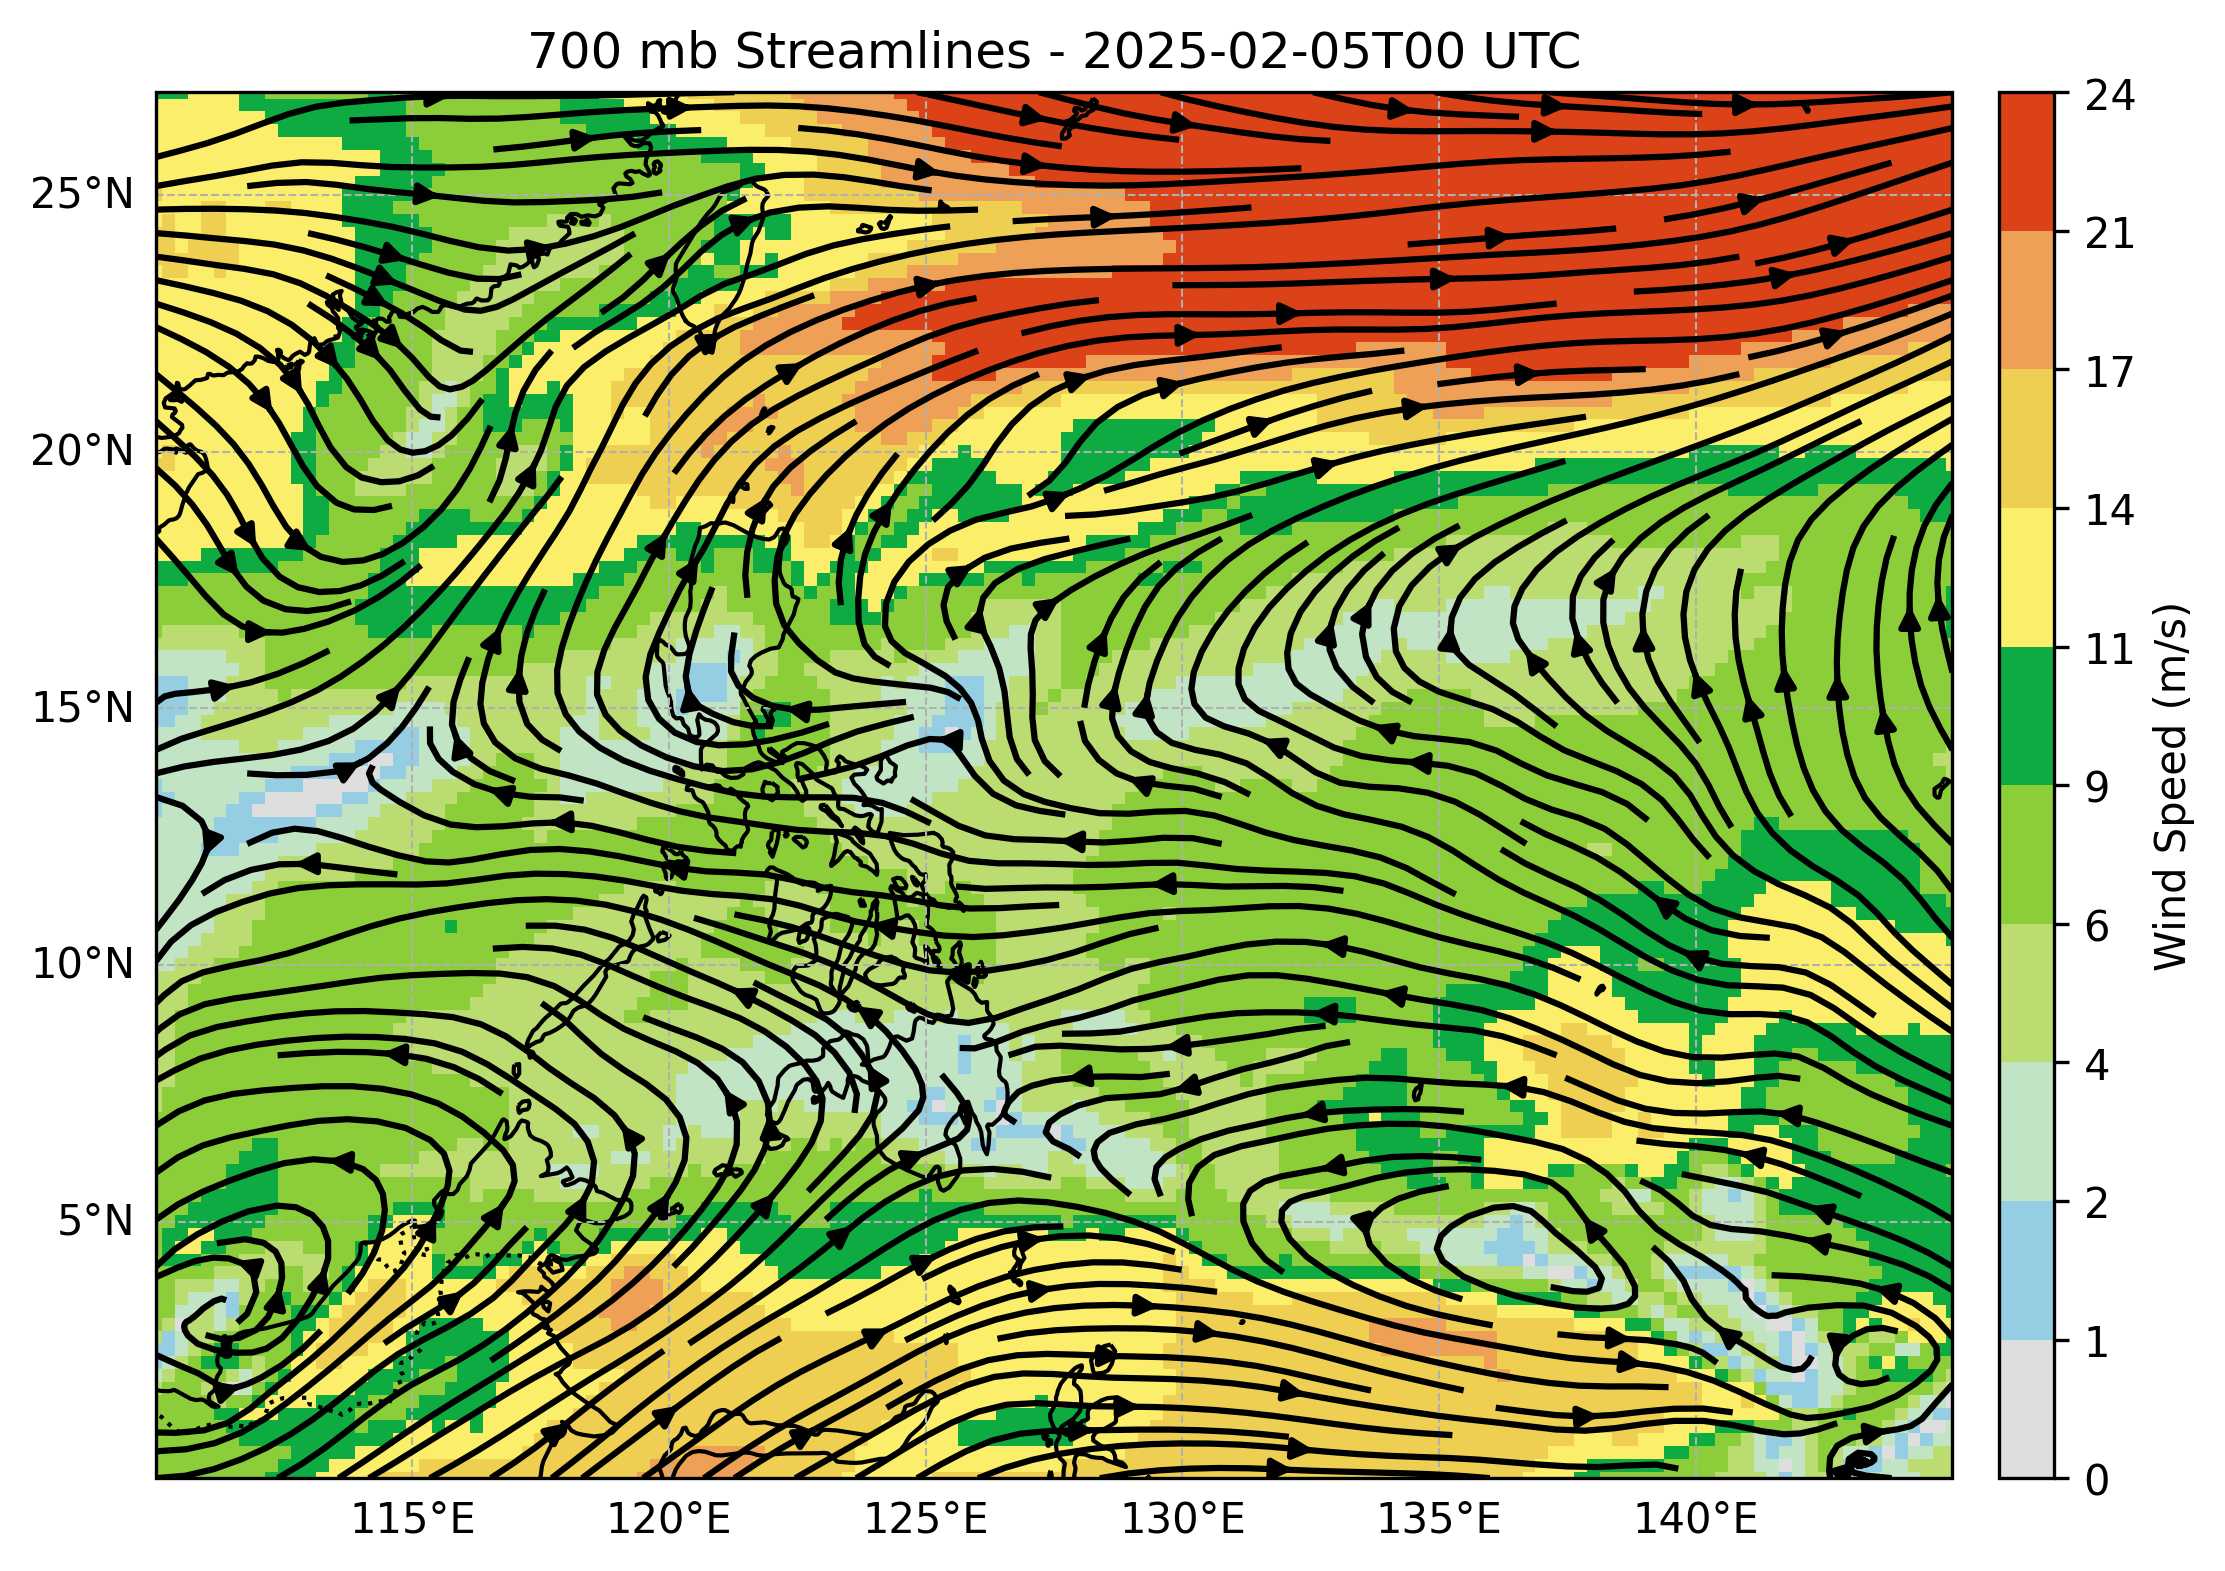 700 mb Streamlines - 2025-02-05T00 UTC
25°N
20°N
15°N
10°N
5°N
115°E
120°E
125°E
130°E
135°E
140°E
24
21
17
14
11
9
6
4
2
1
0
Wind Speed (m/s)